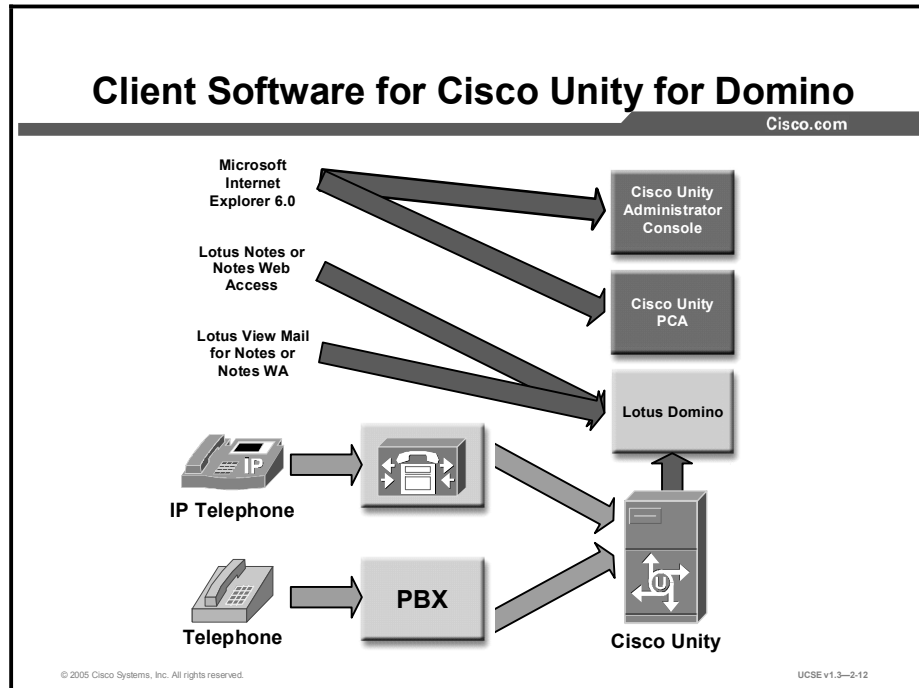 Client Software for Cisco Unity for Domino
Cisco.com
Microsoft
Internet
Explorer 6.0
Cisco Unity
Administrator
Console
Lotus Notes or
Notes Web
Access
Cisco Unity
PCA
Lotus View Mail
for Notes or
Notes WA
Lotus Domino
IP
IP Telephone
U
PBX
Telephone
Cisco Unity
© 2005 Cisco Systems, Inc. All rights reserved.
UCSE v1.3—2-12